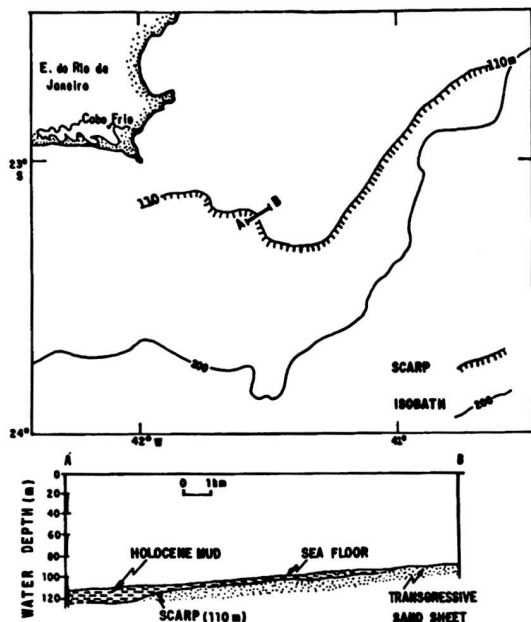 E. do Rio de
Janeiro
Cabo Frio
110m
23°
S
110
A
B
200
SCARP
ISOBATH
200
24°
42° W
41°
A
B
0 1km
WATER DEPTH (m)
0
20
40
60
80
100
120
HOLOCENE MUD
SEA FLOOR
SCARP (110 m)
TRANSGRESSIVE
SAND SHEET